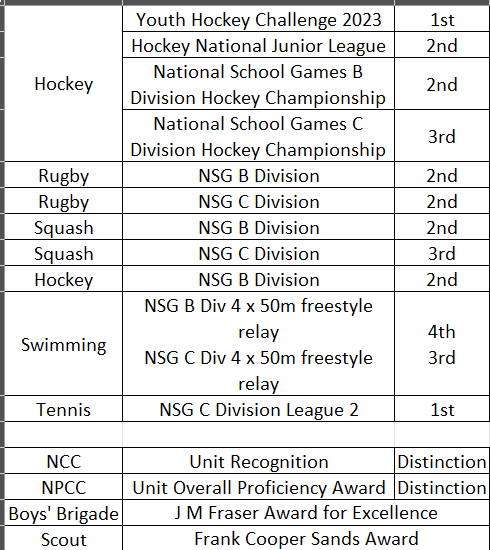 Youth Hockey Challenge 2023 1st
Hockey National Junior League 2nd
Hockey
National School Games B
Division Hockey Championship
2nd
National School Games C
Division Hockey Championship
3rd
Rugby NSG B Division 2nd
Rugby NSG C Division 2nd
Squash NSG B Division 2nd
Squash NSG C Division 3rd
Hockey NSG B Division 2nd
Swimming
NSG B Div 4 x 50m freestyle
relay
4th
NSG C Div 4 x 50m freestyle
relay
3rd
Tennis NSG C Division League 2 1st
NCC Unit Recognition Distinction
NPCC Unit Overall Proficiency Award Distinction
Boys' Brigade J M Fraser Award for Excellence
Scout Frank Cooper Sands Award